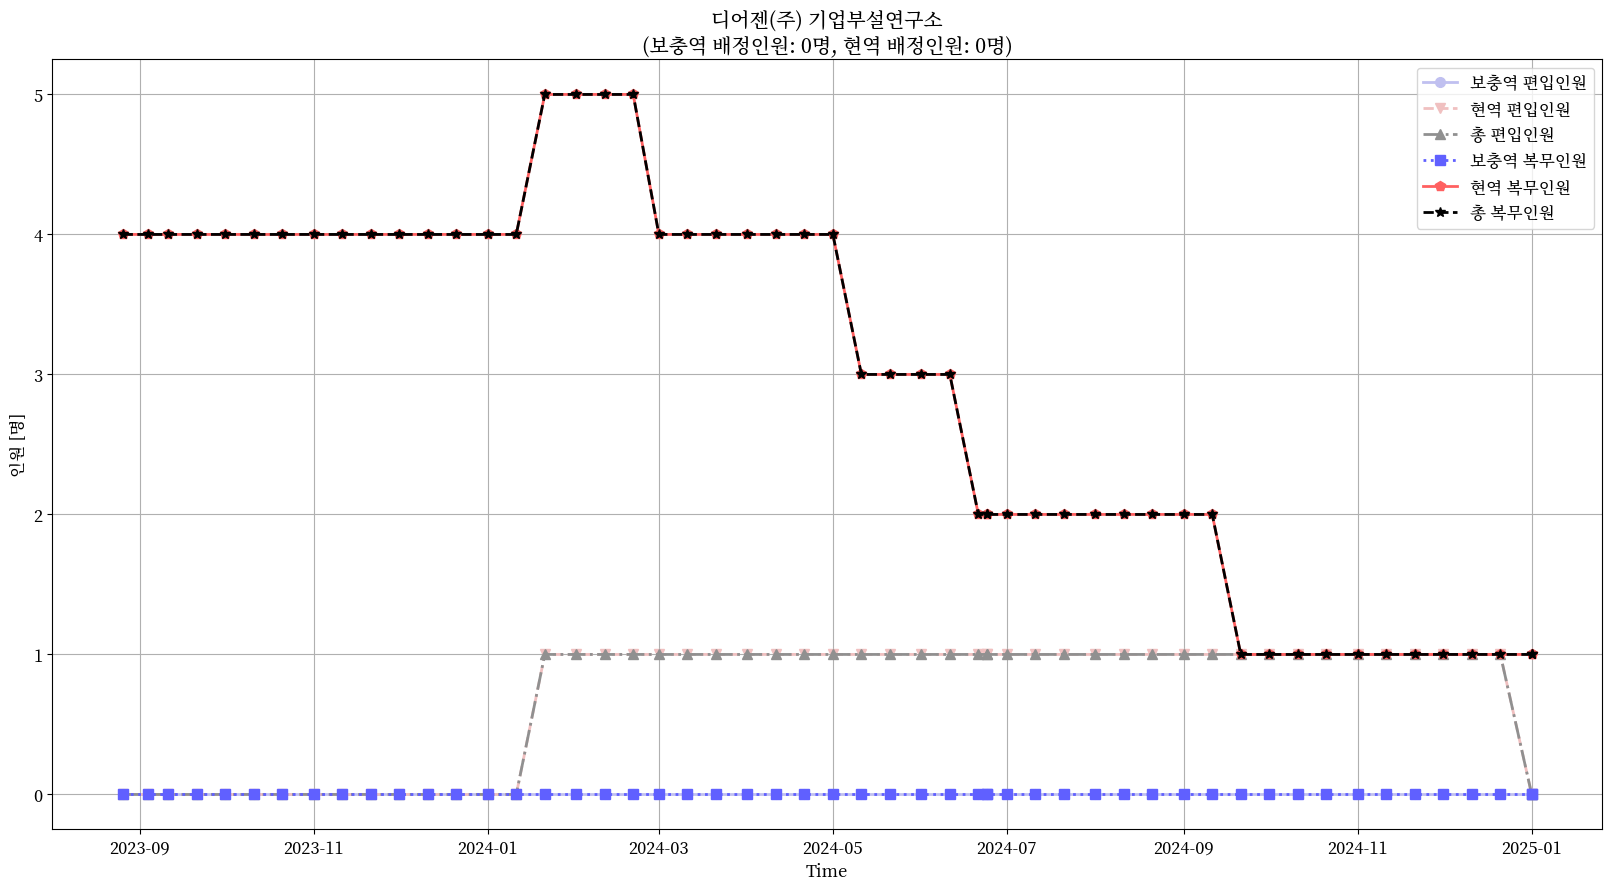 디어젠(주) 기업부설연구소
(보충역 배정인원: 0명, 현역 배정인원: 0명)
보충역 편입인원
현역 편입인원
총 편입인원
보충역 복무인원
현역 복무인원
총 복무인원
인원 [명]
5
4
3
2
1
0
2023-09
2023-11
2024-01
2024-03
2024-05
2024-07
2024-09
2024-11
2025-01
Time